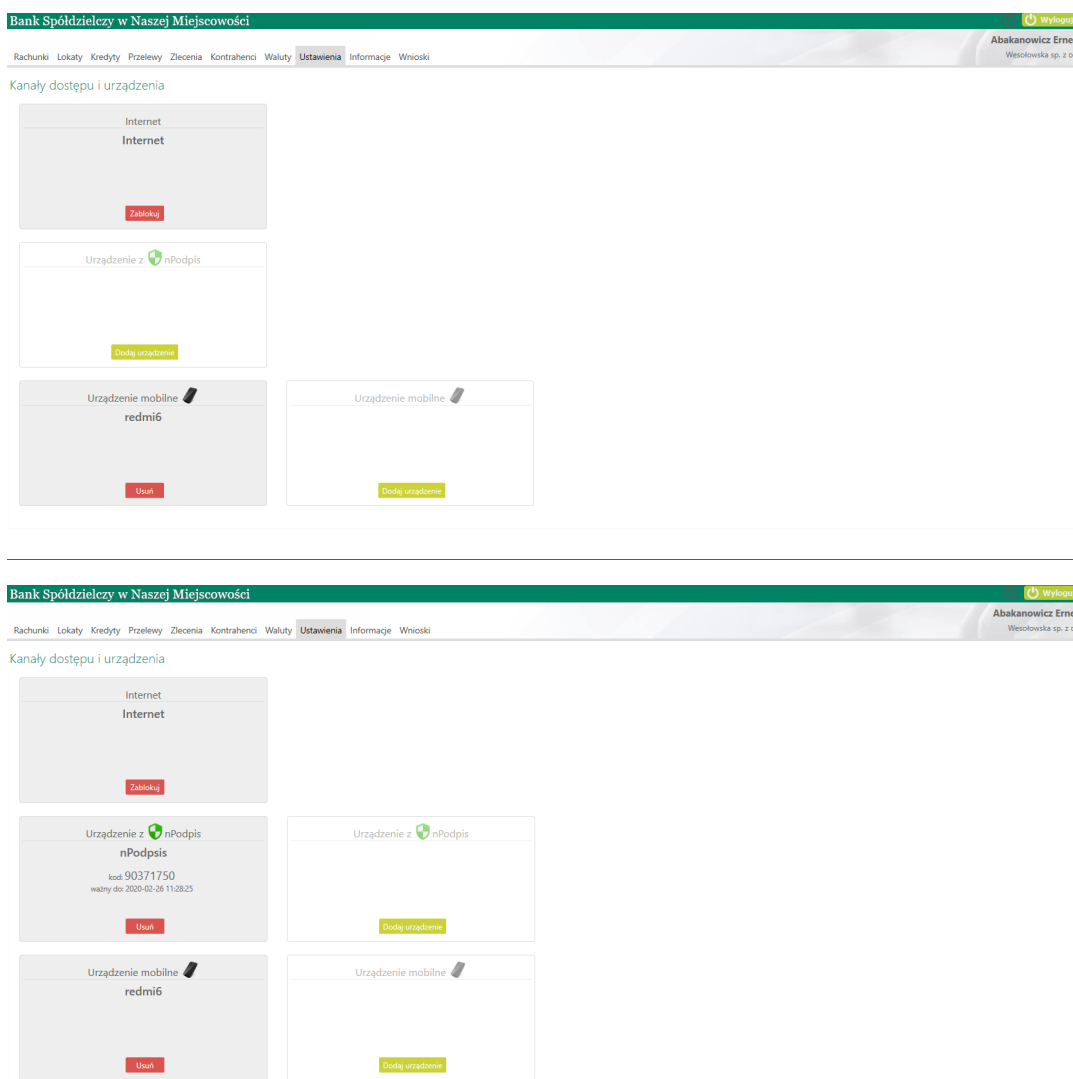 Bank Spółdzielczy w Naszej Miejscowości
Wyloguj
Abakanowicz Erne
Wesołowska sp. z o
Rachunki Lokaty Kredyty Przelewy Zlecenia Kontrahenci Waluty Ustawienia Informacje Wnioski
Kanały dostępu i urządzenia
Internet
Internet
Zablokuj
Urządzenie z nPodpis
Dodaj urządzenie
Urządzenie mobilne
redmi6
Usuń
Urządzenie mobilne
Dodaj urządzenie
Bank Spółdzielczy w Naszej Miejscowości
Wylogu
Abakanowicz Erne
Wesołowska sp. z o
Rachunki Lokaty Kredyty Przelewy Zlecenia Kontrahenci Waluty Ustawienia Informacje Wnioski
Kanały dostępu i urządzenia
Internet
Internet
Zablokuj
Urządzenie z nPodpis
nPodpsis
kod: 90371750
ważny do: 2020-02-26 11:28:25
Usuń
Urządzenie z nPodpis
Dodaj urządzenie
Urządzenie mobilne
redmi6
Usuń
Urządzenie mobilne
Dodaj urządzenie